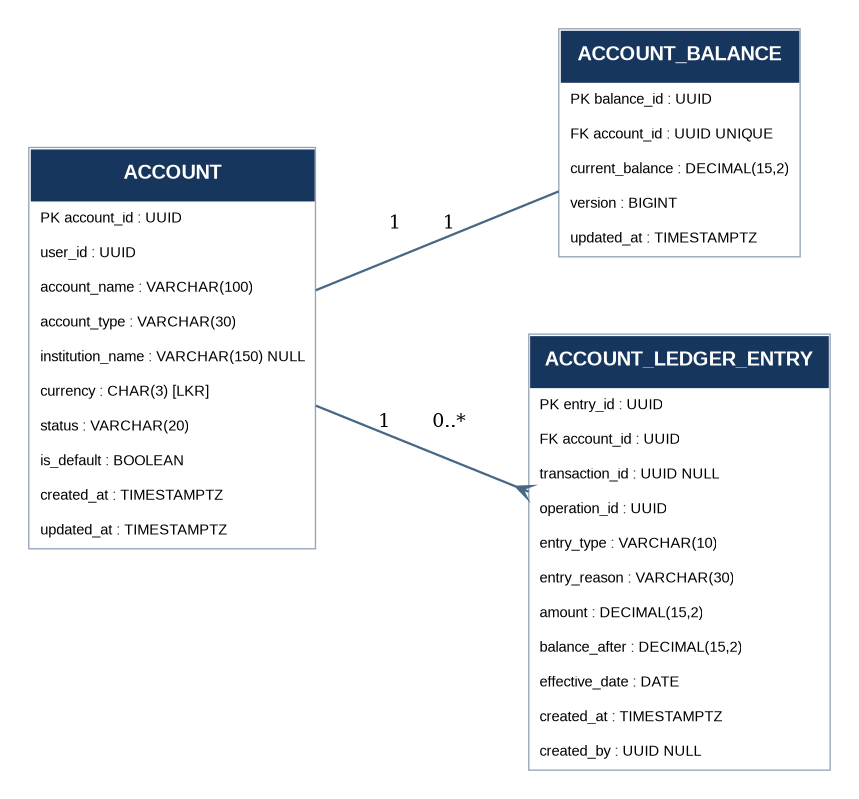 ACCOUNT
PK account_id : UUID
user_id : UUID
account_name : VARCHAR(100)
account_type : VARCHAR(30)
institution_name : VARCHAR(150) NULL
currency : CHAR(3) [LKR]
status : VARCHAR(20)
is_default : BOOLEAN
created_at : TIMESTAMPTZ
updated_at : TIMESTAMPTZ
1 1
ACCOUNT_BALANCE
PK balance_id : UUID
FK account_id : UUID UNIQUE
current_balance : DECIMAL(15,2)
version : BIGINT
updated_at : TIMESTAMPTZ
1 0..*
ACCOUNT_LEDGER_ENTRY
PK entry_id : UUID
FK account_id : UUID
transaction_id : UUID NULL
operation_id : UUID
entry_type : VARCHAR(10)
entry_reason : VARCHAR(30)
amount : DECIMAL(15,2)
balance_after : DECIMAL(15,2)
effective_date : DATE
created_at : TIMESTAMPTZ
created_by : UUID NULL